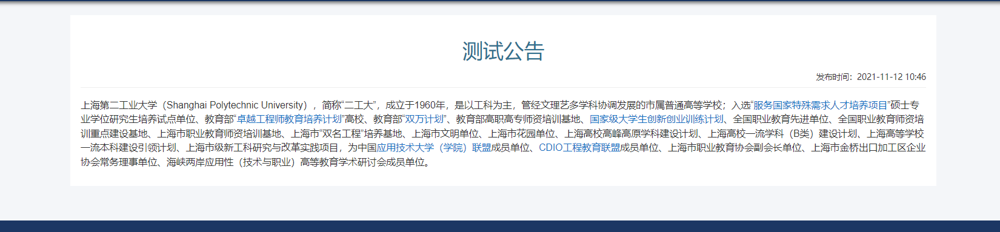 测试公告
发布时间：2021-11-12 10:46
上海第二工业大学（Shanghai Polytechnic University），简称“二工大”，成立于1960年，是以工科为主，管经文理艺多学科协调发展的市属普通高等学校；入选“服务国家特殊需求人才培养项目”硕士专
业学位研究生培养试点单位、教育部“卓越工程师教育培养计划”高校、教育部“双万计划”、教育部高职高专师资培训基地、国家级大学生创新创业训练计划、全国职业教育先进单位、全国职业教育师资培
训重点建设基地、上海市职业教育师资培训基地、上海市“双名工程”培养基地、上海市文明单位、上海市花园单位、上海高校高峰高原学科建设计划、上海高校一流学科（B类）建设计划、上海高等学校
一流本科建设引领计划、上海市级新工科研究与改革实践项目，为中国应用技术大学（学院）联盟成员单位、CDIO工程教育联盟成员单位、上海市职业教育协会副会长单位、上海市金桥出口加工区企业
协会常务理事单位、海峡两岸应用性（技术与职业）高等教育学术研讨会成员单位。